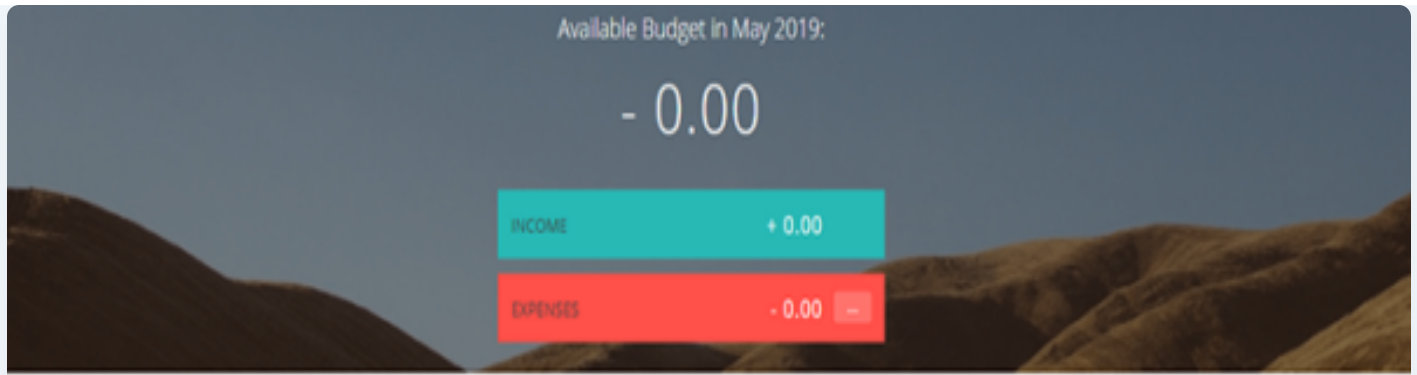 Available Budget in May 2019:
- 0.00
INCOME + 0.00
EXPENSES - 0.00 --